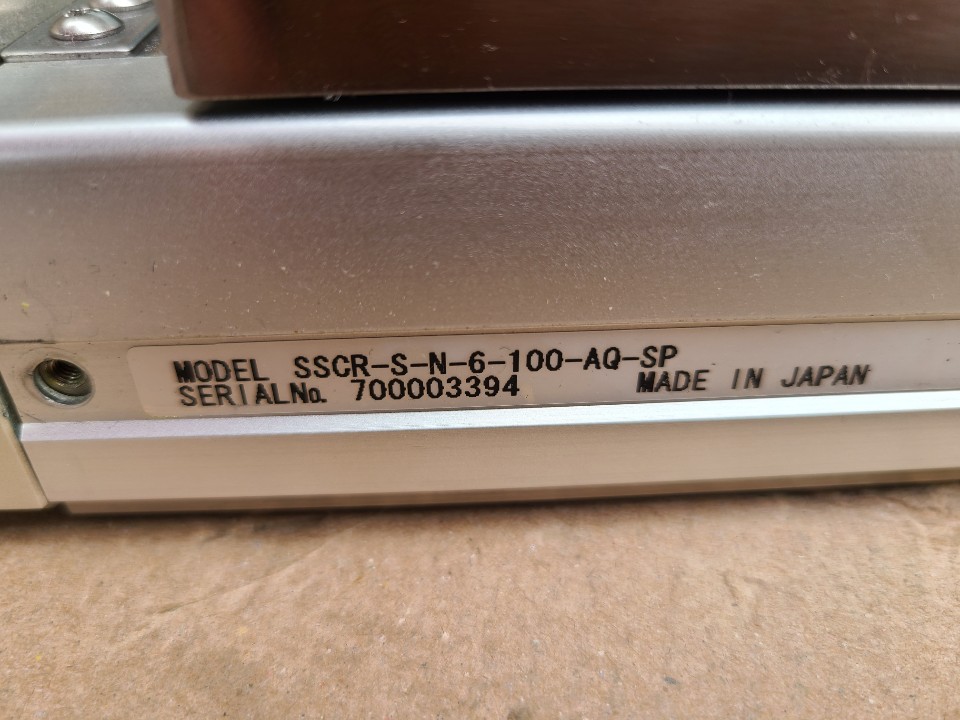 MODEL SSCR-S-N-6-100-AQ-SP
SERIALNo. 700003394 MADE IN JAPAN